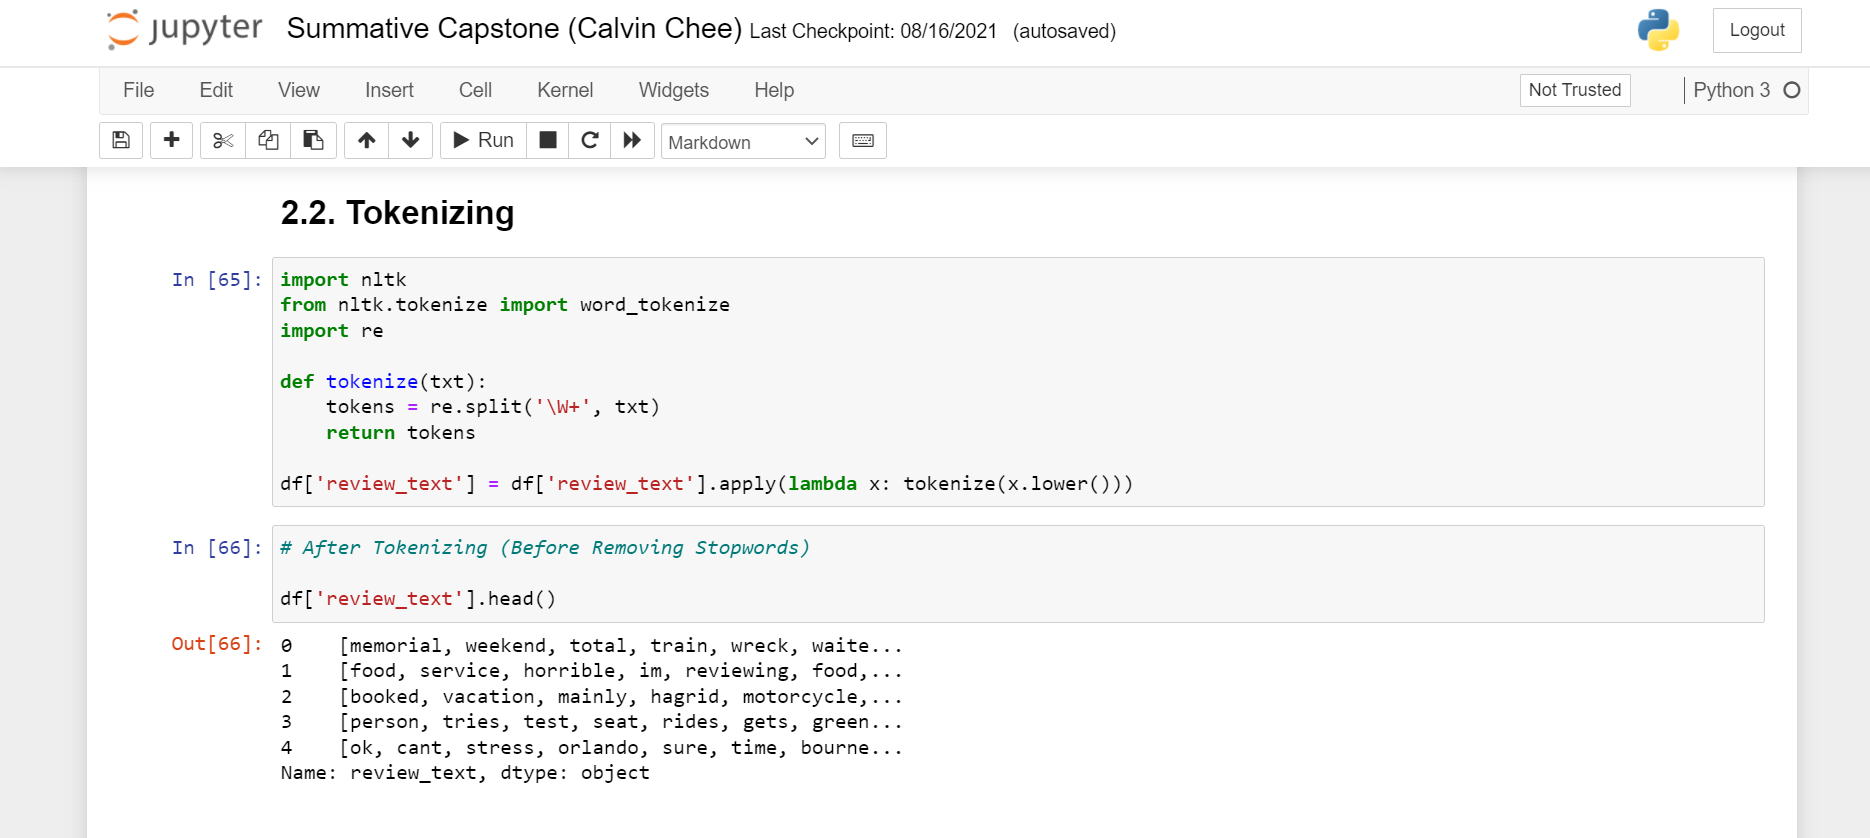 jupyter Summative Capstone (Calvin Chee) Last Checkpoint: 08/16/2021 (autosaved) Logout
File Edit View Insert Cell Kernel Widgets Help Not Trusted Python 3
Run Markdown
2.2. Tokenizing
In [65]: import nltk
from nltk.tokenize import word_tokenize
import re
def tokenize(txt):
    tokens = re.split('\W+', txt)
    return tokens
df['review_text'] = df['review_text'].apply(lambda x: tokenize(x.lower()))
In [66]: # After Tokenizing (Before Removing Stopwords)
df['review_text'].head()
Out[66]: 0    [memorial, weekend, total, train, wreck, waite...
1    [food, service, horrible, im, reviewing, food,...
2    [booked, vacation, mainly, hagrid, motorcycle,...
3    [person, tries, test, seat, rides, gets, green...
4    [ok, cant, stress, orlando, sure, time, bourne...
Name: review_text, dtype: object